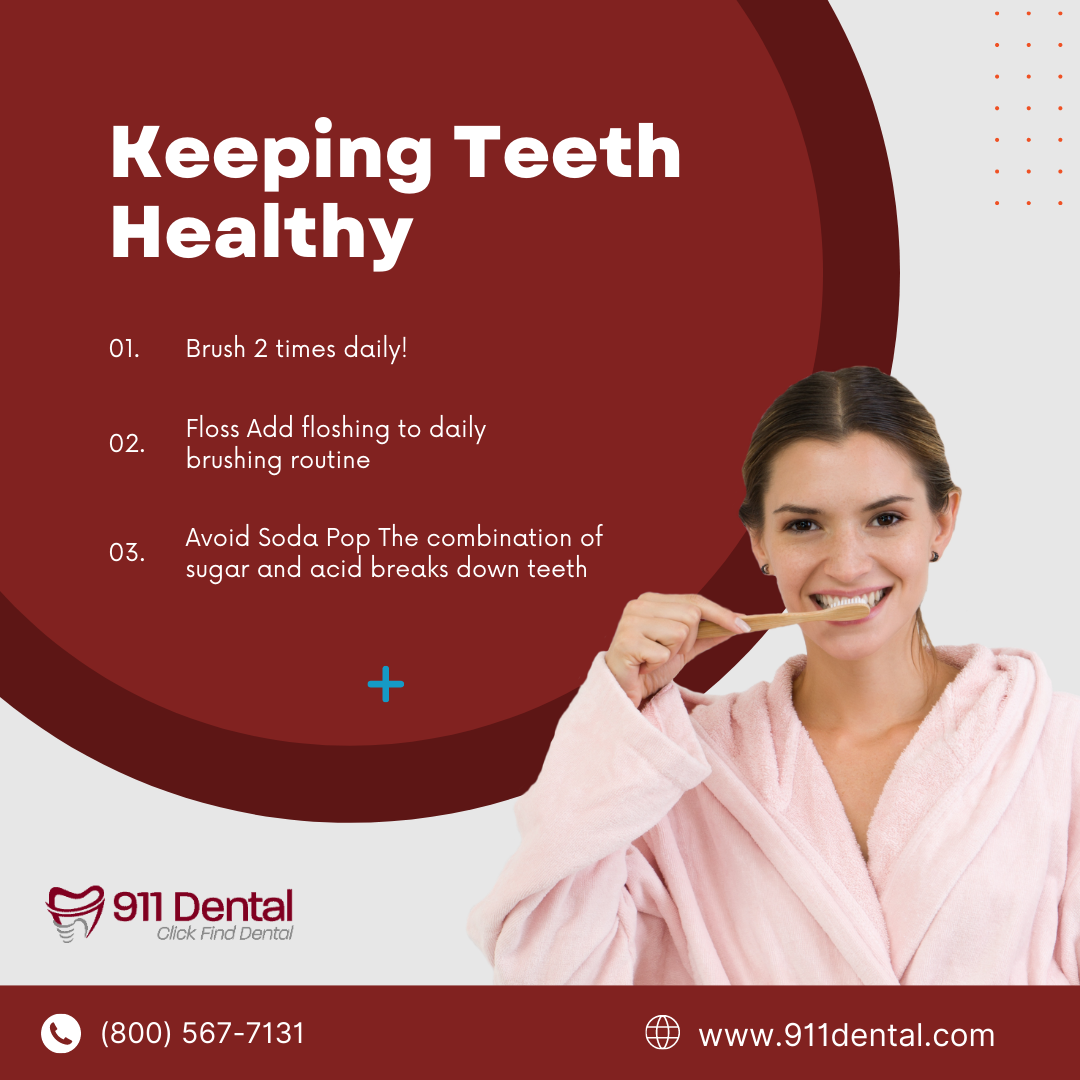 Keeping Teeth
Healthy
01. Brush 2 times daily!
02. Floss Add floshing to daily
brushing routine
03. Avoid Soda Pop The combination of
sugar and acid breaks down teeth
911 Dental
Click Find Dental
(800) 567-7131
www.911dental.com